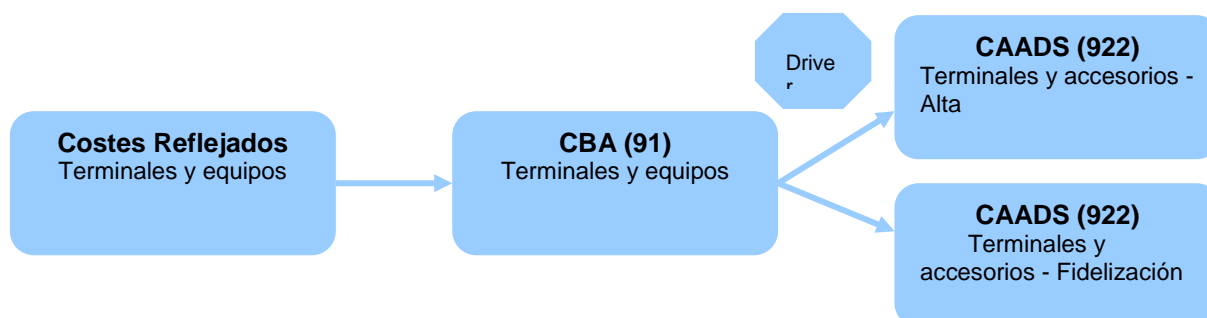 Costes Reflejados
Terminales y equipos
CBA (91)
Terminales y equipos
Drive
r
CAADS (922)
Terminales y accesorios -
Alta
CAADS (922)
Terminales y
accesorios - Fidelización